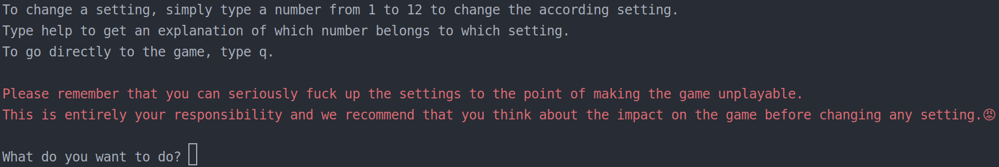 To change a setting, simply type a number from 1 to 12 to change the according setting.
Type help to get an explanation of which number belongs to which setting.
To go directly to the game, type q.
Please remember that you can seriously fuck up the settings to the point of making the game unplayable.
This is entirely your responsibility and we recommend that you think about the impact on the game before changing any setting.😡
What do you want to do?